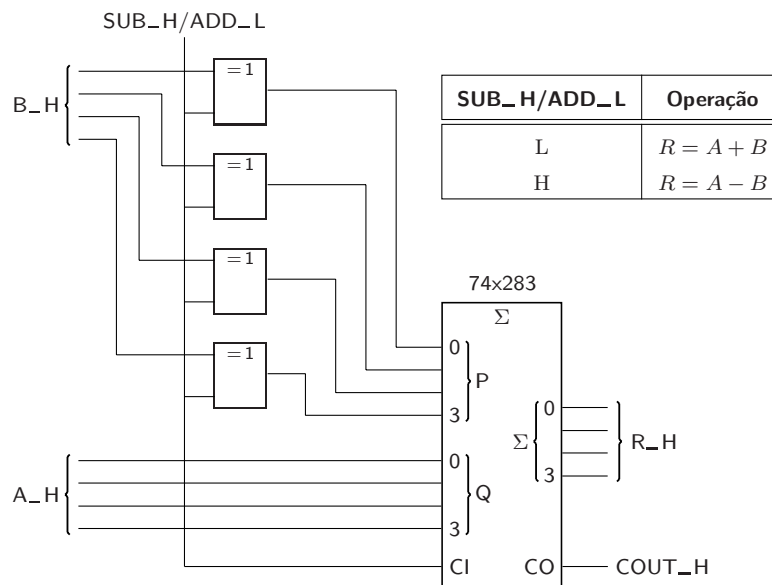 SUB_H/ADD_L
B_H
= 1
= 1
= 1
= 1
SUB_H/ADD_L Operação
L R = A + B
H R = A − B
74x283
Σ
0
P
3
0
Q
3
A_H
Σ
0
3
R_H
CI
CO
COUT_H